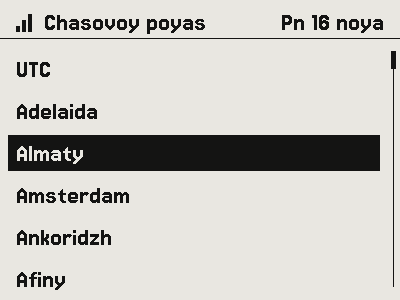 Chasovoy poyas Pn 16 noya
UTC
Adelaida
Almaty
Amsterdam
Ankoridzh
Afiny